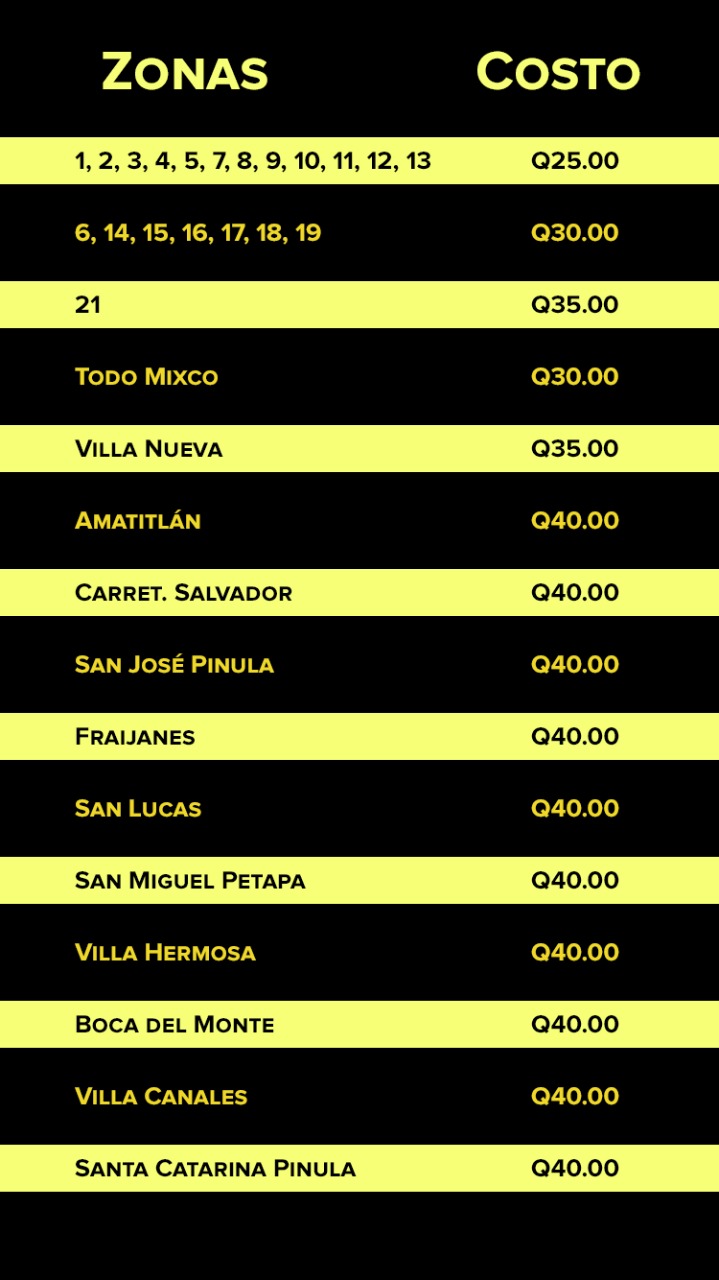 Zonas Costo
1, 2, 3, 4, 5, 7, 8, 9, 10, 11, 12, 13 Q25.00
6, 14, 15, 16, 17, 18, 19 Q30.00
21 Q35.00
Todo Mixco Q30.00
Villa Nueva Q35.00
Amatitlán Q40.00
Carret. Salvador Q40.00
San José Pinula Q40.00
Fraijanes Q40.00
San Lucas Q40.00
San Miguel Petapa Q40.00
Villa Hermosa Q40.00
Boca del Monte Q40.00
Villa Canales Q40.00
Santa Catarina Pinula Q40.00